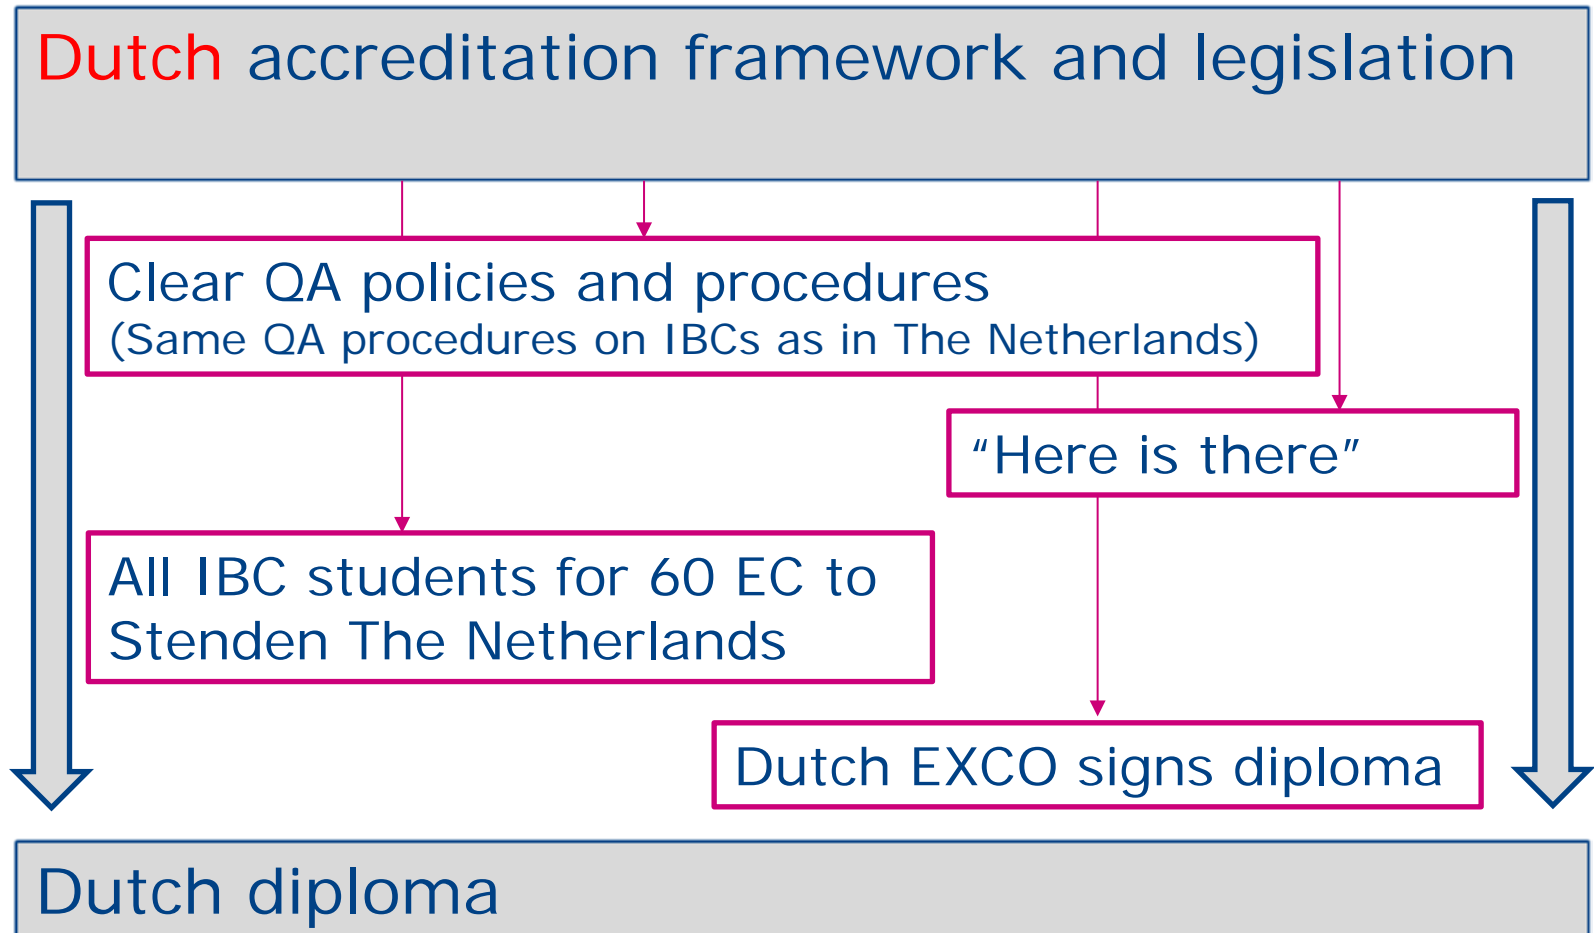 Dutch accreditation framework and legislation
Clear QA policies and procedures
(Same QA procedures on IBCs as in The Netherlands)
“Here is there”
All IBC students for 60 EC to
Stenden The Netherlands
Dutch EXCO signs diploma
Dutch diploma